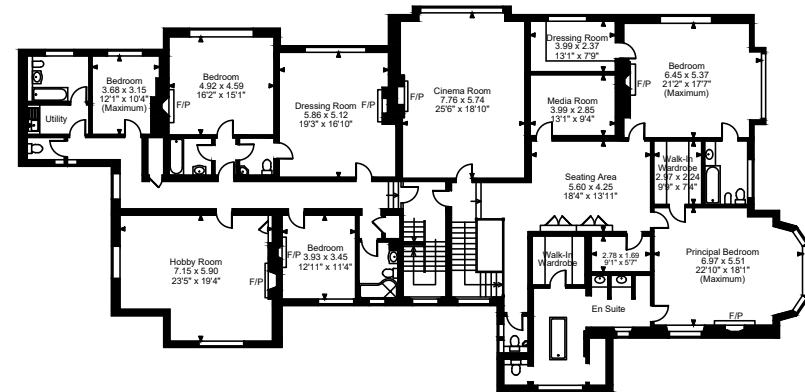 Dressing Room
3.99 x 2.37
13'1" x 7'9"
Bedroom
6.45 x 5.37
21'2" x 17'7"
(Maximum)
F/P
Bedroom
3.68 x 3.15
12'1" x 10'4"
(Maximum)
F/P
Bedroom
4.92 x 4.59
16'2" x 15'1"
F/P
Dressing Room
5.86 x 5.12
19'3" x 16'10"
F/P
Cinema Room
7.76 x 5.74
25'6" x 18'10"
Media Room
3.99 x 2.85
13'1" x 9'4"
Utility
Seating Area
5.60 x 4.25
18'4" x 13'11"
Walk-In
Wardrobe
2.97 x 2.24
9'9" x 7'4"
Hobby Room
7.15 x 5.90
23'5" x 19'4"
F/P
F/P
Bedroom
3.93 x 3.45
12'11" x 11'4"
Walk-In
Wardrobe
2.78 x 1.69
9'1" x 5'7"
Principal Bedroom
6.97 x 5.51
22'10" x 18'1"
(Maximum)
F/P
En Suite